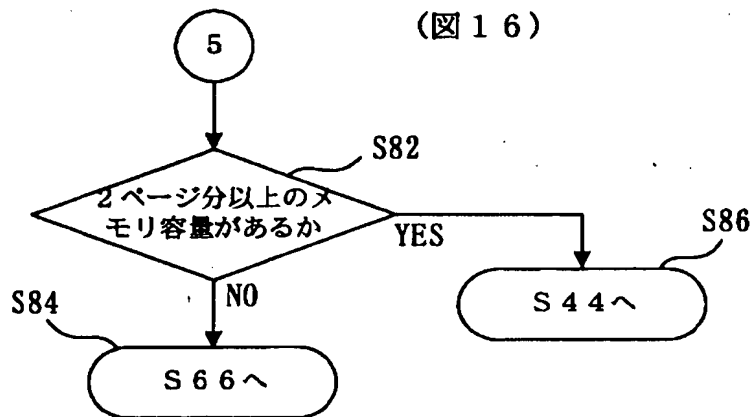 (図16)
5
S82
2ページ分以上のメ
モリ容量があるか
YES
S86
S44へ
NO
S84
S66へ